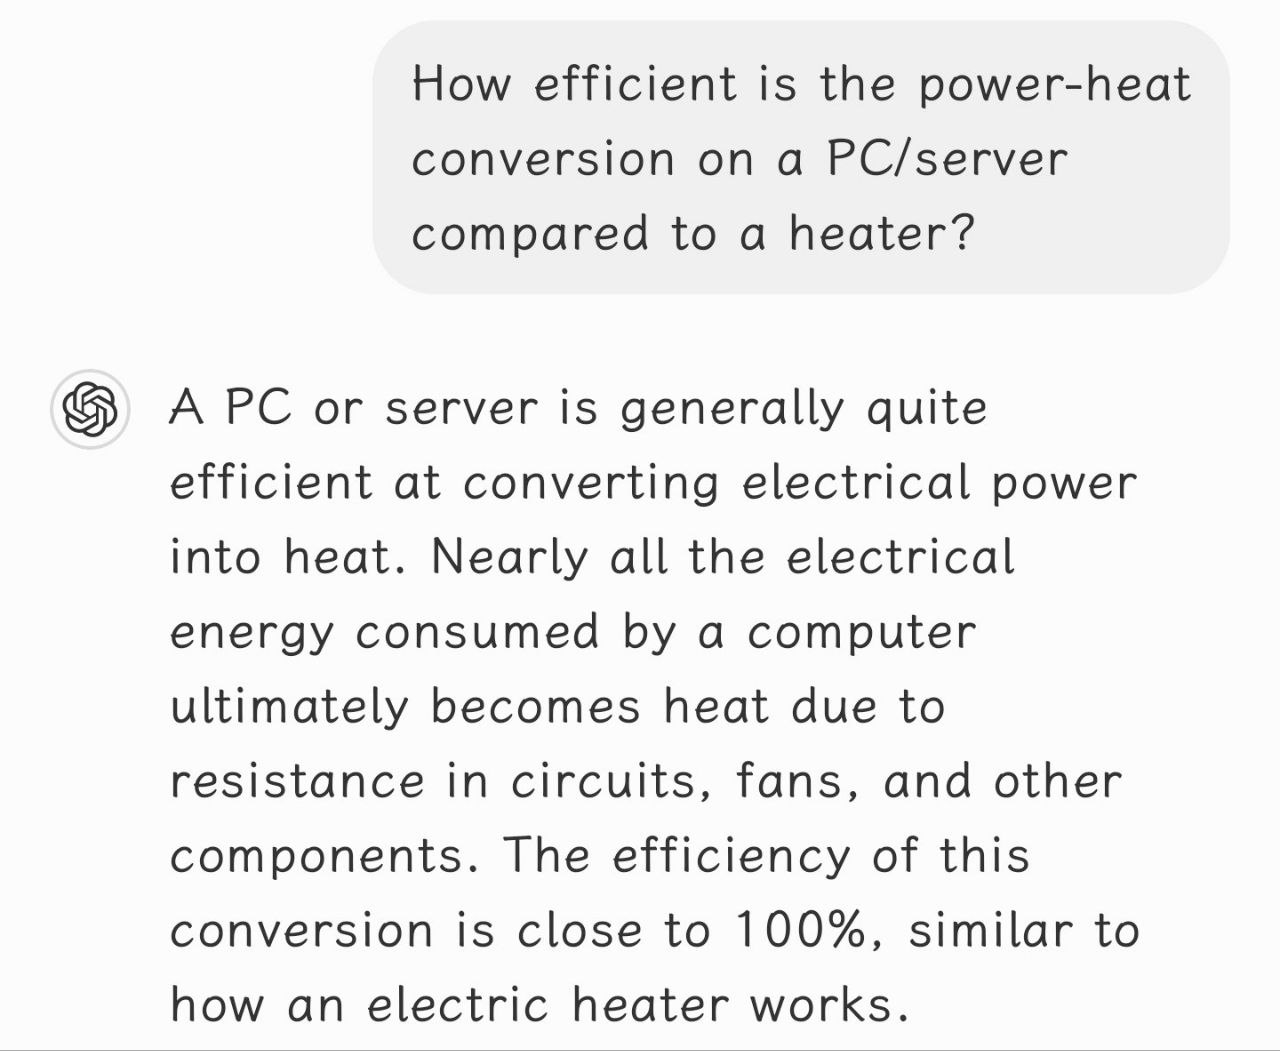 How efficient is the power-heat
conversion on a PC/server
compared to a heater?
A PC or server is generally quite
efficient at converting electrical power
into heat. Nearly all the electrical
energy consumed by a computer
ultimately becomes heat due to
resistance in circuits, fans, and other
components. The efficiency of this
conversion is close to 100%, similar to
how an electric heater works.